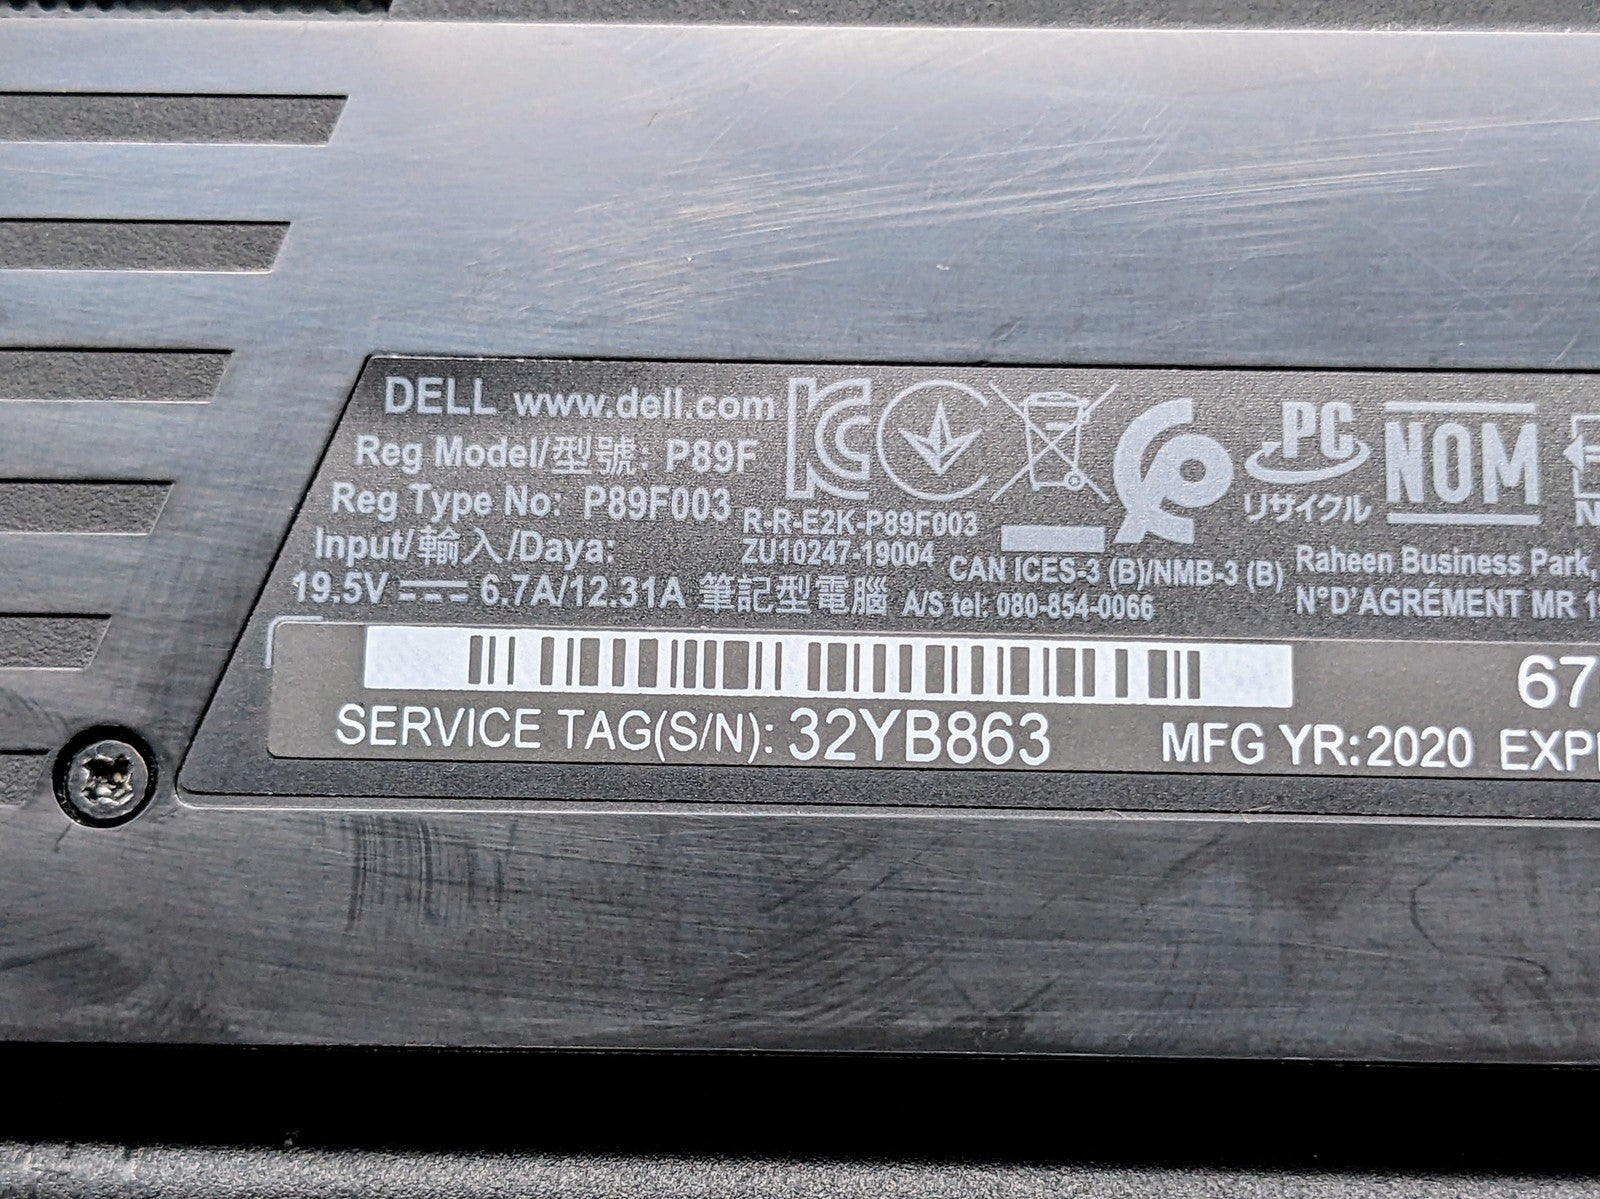 DELL www.dell.com
Reg Model/型號: P89F
Reg Type No: P89F003
Input/輸入/Daya:
19.5V 6.7A/12.31A 筆記型電腦
R-R-E2K-P89F003
ZU10247-19004
CAN ICES-3 (B)/NMB-3 (B)
A/S tel: 080-854-0066
PC
リサイクル
NOM
N
Raheen Business Park,
N°D'AGRÉMENT MR 1
67
SERVICE TAG(S/N): 32YB863
MFG YR:2020 EXP